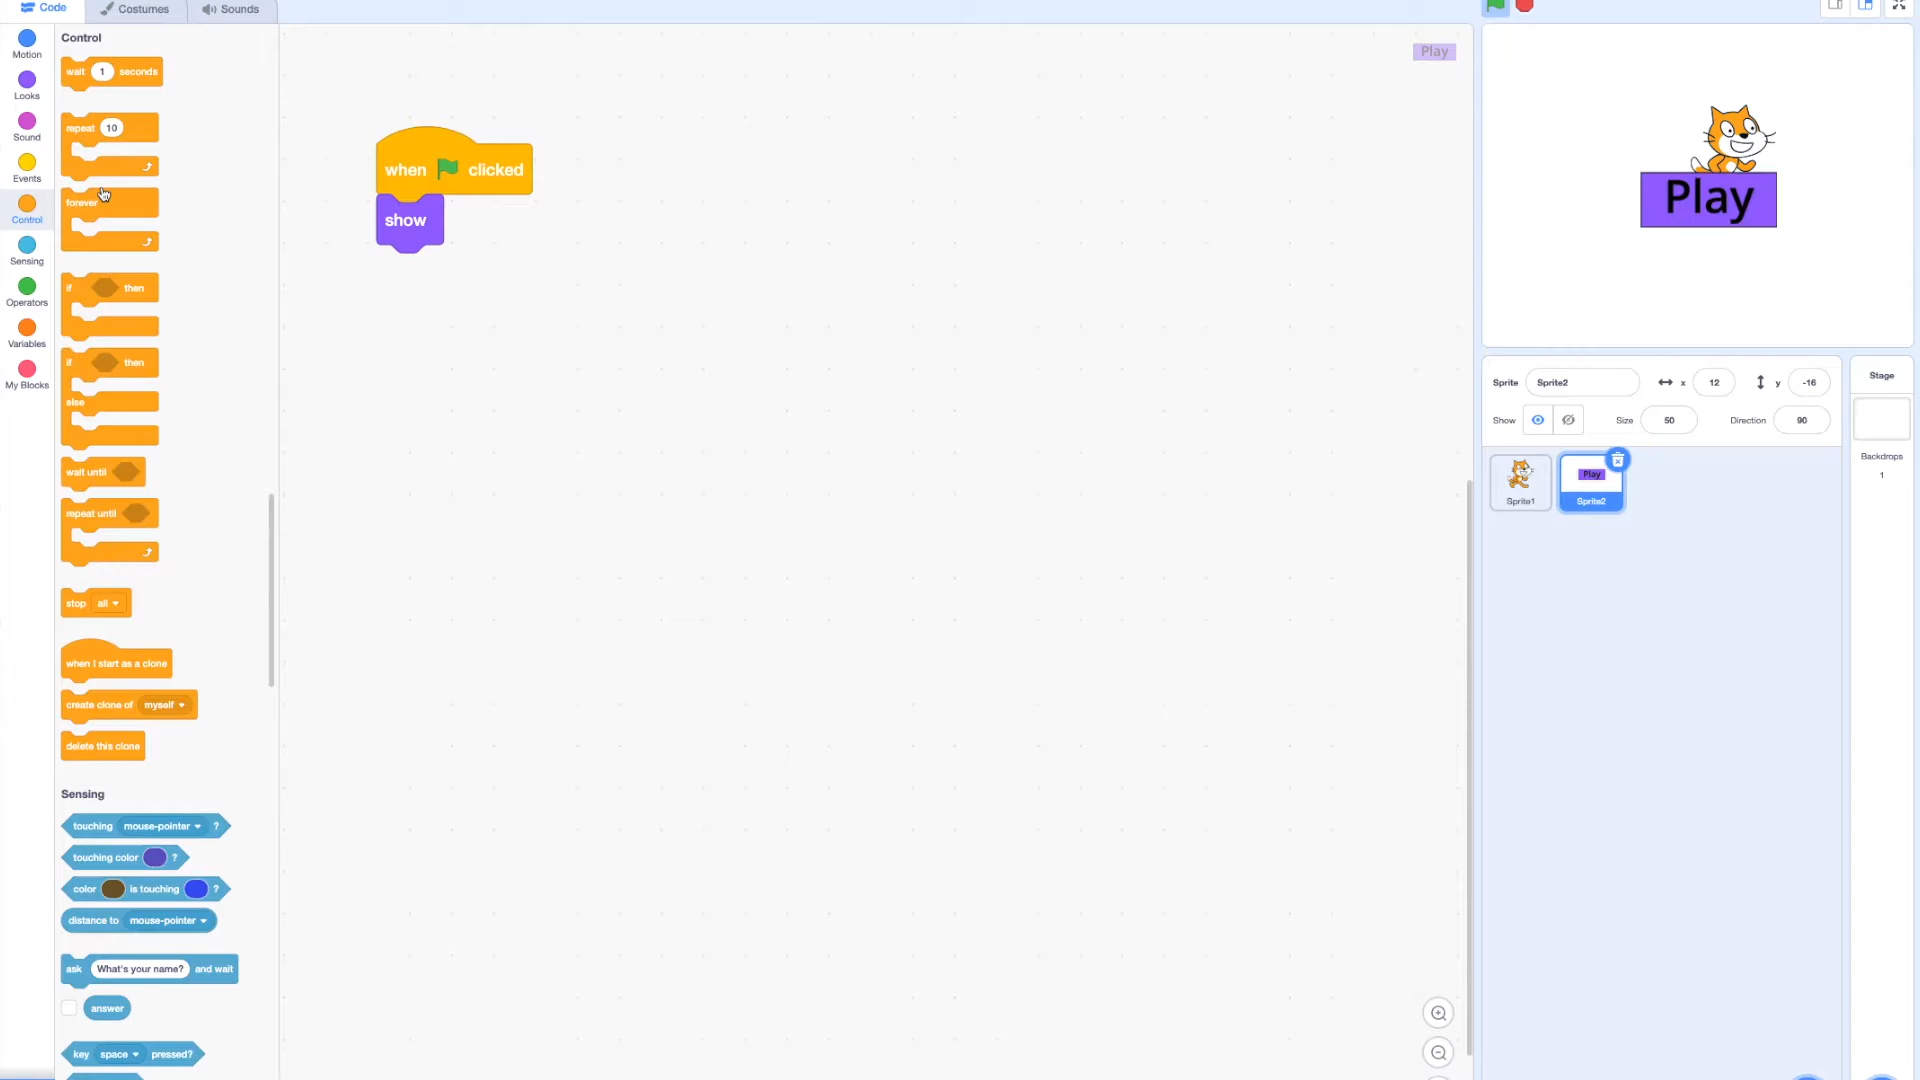 Code
Costumes
Sounds
Motion
Looks
Sound
Events
Control
Sensing
Operators
Variables
My Blocks
Control
wait 1 seconds
repeat 10
forever
if then
if then
else
wait until
repeat until
stop all
when I start as a clone
create clone of myself
delete this clone
Sensing
touching mouse-pointer ?
touching color ?
color is touching ?
distance to mouse-pointer
ask What's your name? and wait
answer
key space pressed?
when clicked
show
Play
Play
Sprite Sprite2 x 12 y -16
Show Size 50 Direction 90
Sprite1
Play
Sprite2
Stage
Backdrops
1